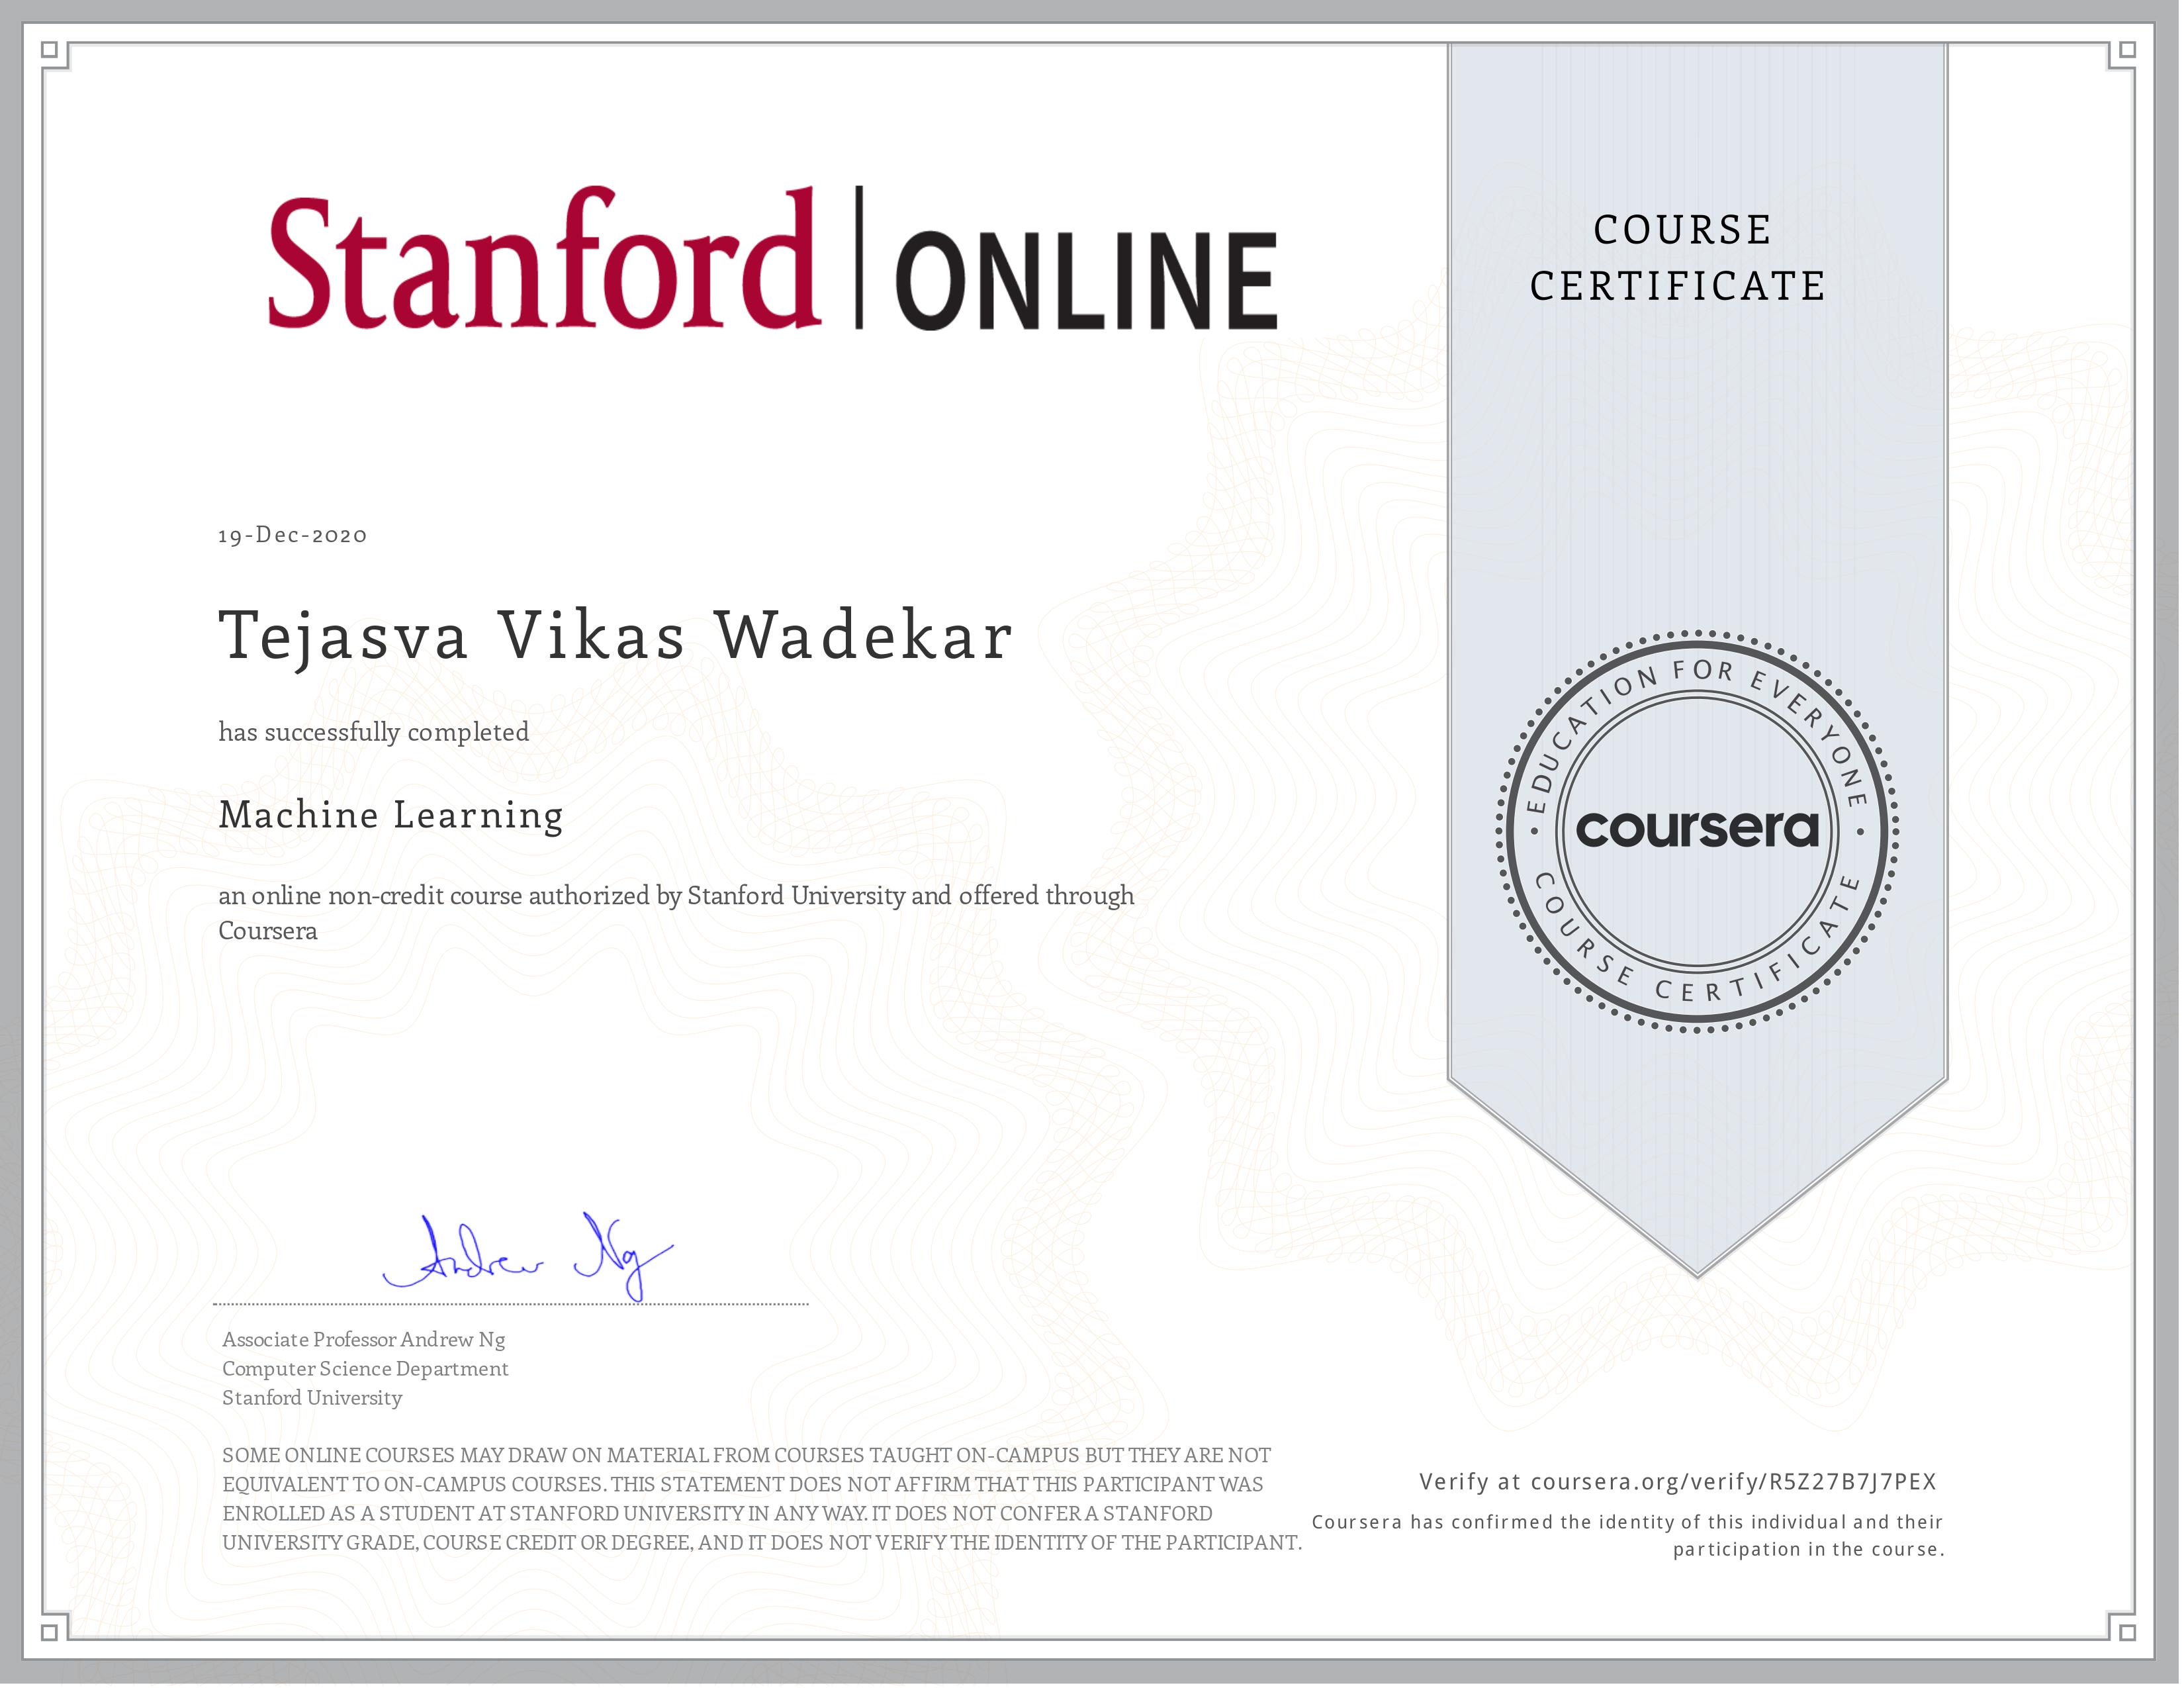 Stanford | ONLINE
COURSE
CERTIFICATE
19-Dec-2020
Tejasva Vikas Wadekar
has successfully completed
Machine Learning
an online non-credit course authorized by Stanford University and offered through
Coursera
EDUCATION FOR EVERYONE
coursera
COURSE CERTIFICATE
Andrew Ng
Associate Professor Andrew Ng
Computer Science Department
Stanford University
SOME ONLINE COURSES MAY DRAW ON MATERIAL FROM COURSES TAUGHT ON-CAMPUS BUT THEY ARE NOT
EQUIVALENT TO ON-CAMPUS COURSES. THIS STATEMENT DOES NOT AFFIRM THAT THIS PARTICIPANT WAS
ENROLLED AS A STUDENT AT STANFORD UNIVERSITY IN ANY WAY. IT DOES NOT CONFER A STANFORD
UNIVERSITY GRADE, COURSE CREDIT OR DEGREE, AND IT DOES NOT VERIFY THE IDENTITY OF THE PARTICIPANT.
Verify at coursera.org/verify/R5Z27B7J7PEX
Coursera has confirmed the identity of this individual and their
participation in the course.